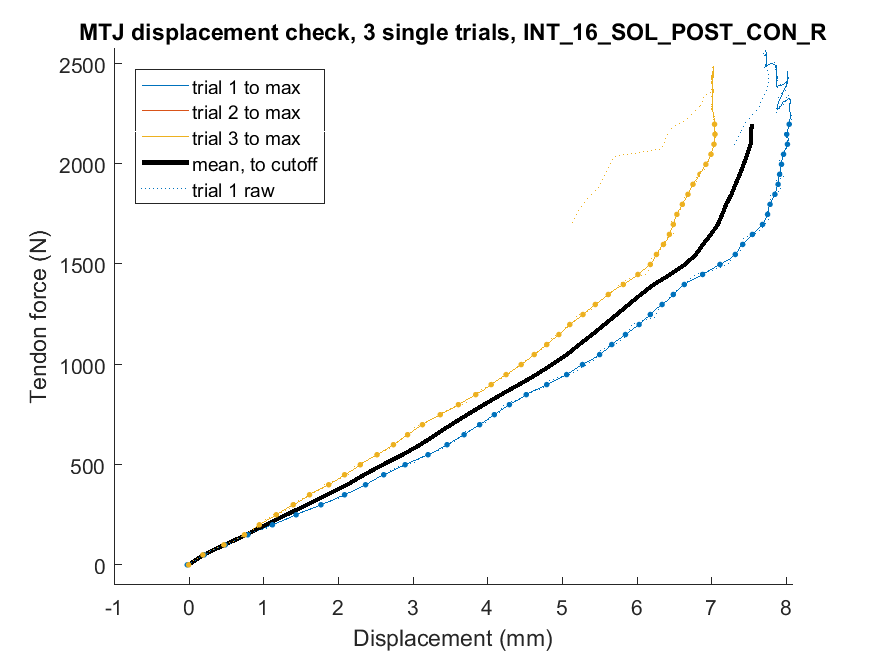 MTJ displacement check, 3 single trials, INT_16_SOL_POST_CON_R
2500
2000
1500
1000
500
0
Tendon force (N)
trial 1 to max
trial 2 to max
trial 3 to max
mean, to cutoff
trial 1 raw
-1 0 1 2 3 4 5 6 7 8
Displacement (mm)